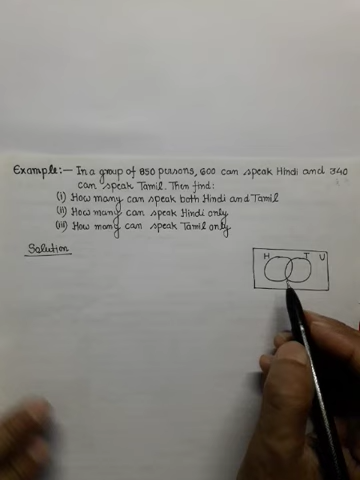 Example:— In a group of 850 persons, 600 can speak Hindi and 340
can speak Tamil. Then find:
(i) How many can speak both Hindi and Tamil
(ii) How many can speak Hindi only
(iii) How many can speak Tamil only.
Solution
H T U